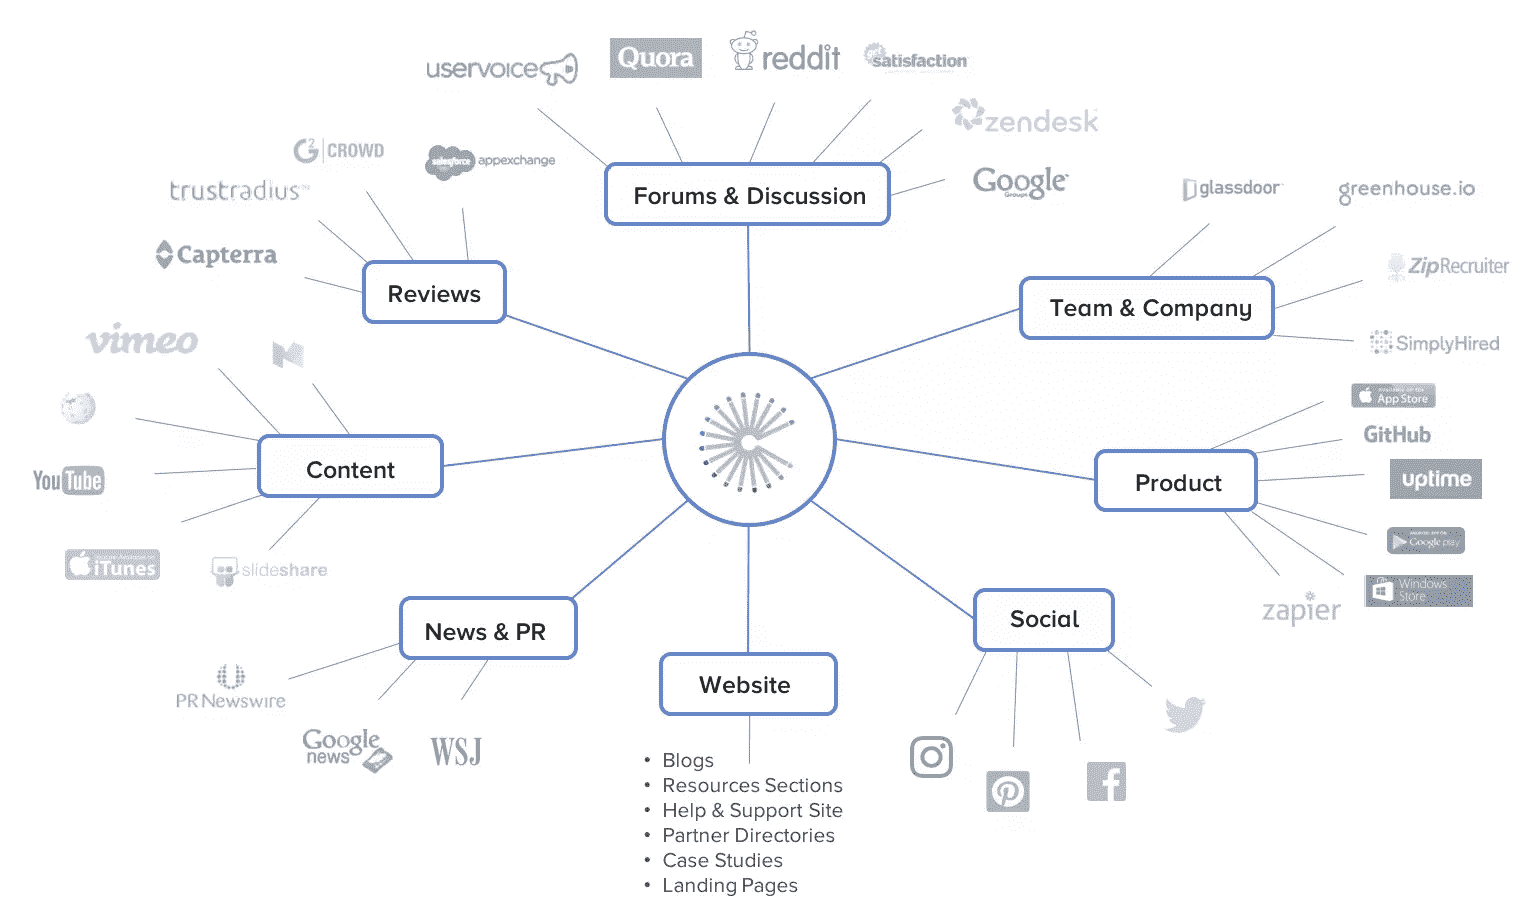 uservoice
Quora
reddit
get satisfaction
zendesk
Google
Groups
Forums & Discussion
G2 | CROWD
salesforce appexchange
trustradius
Capterra
Reviews
glassdoor
greenhouse.io
ZipRecruiter
SimplyHired
Team & Company
vimeo
YouTube
iTunes
slideshare
Content
App Store
GitHub
uptime
Google play
Windows
Store
zapier
Product
News & PR
PR Newswire
Google
news
WSJ
Social
Website
• Blogs
• Resources Sections
• Help & Support Site
• Partner Directories
• Case Studies
• Landing Pages